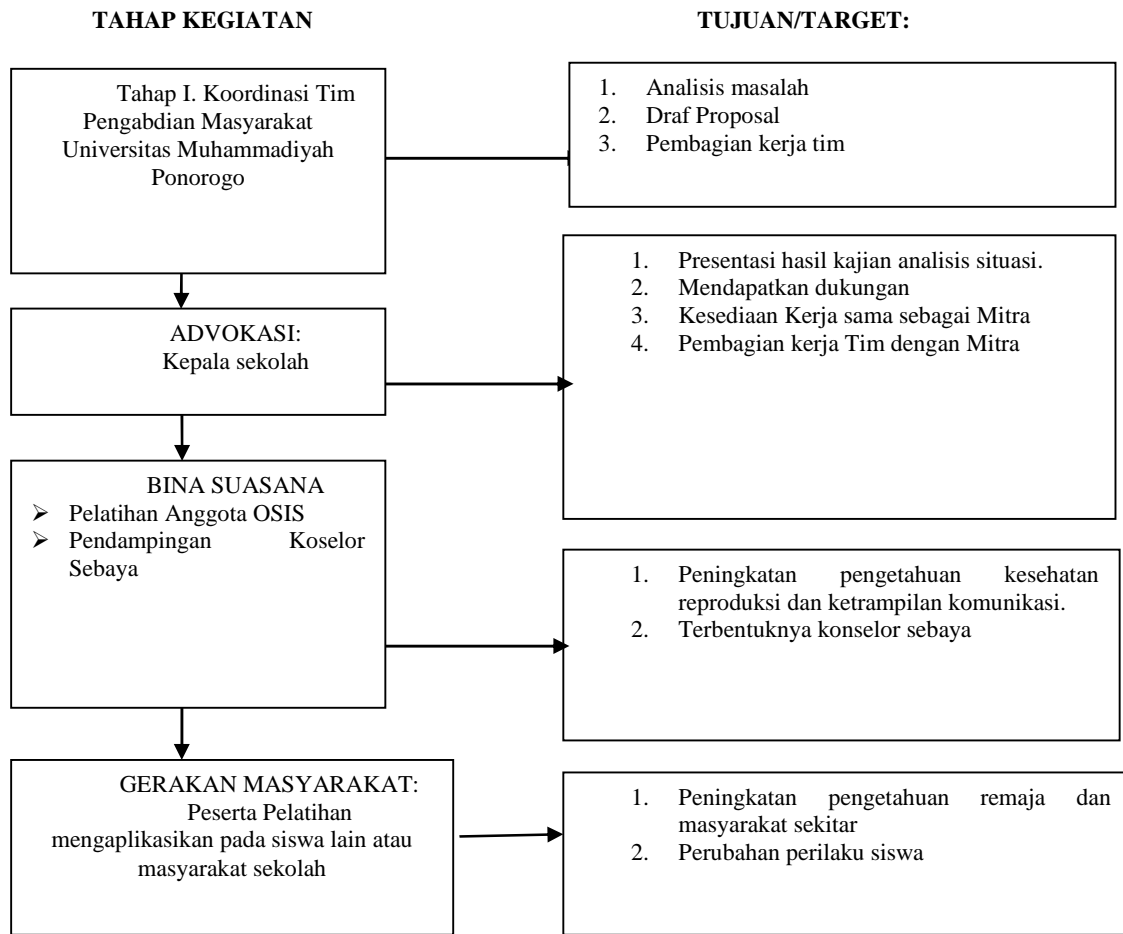 TAHAP KEGIATAN
TUJUAN/TARGET:
Tahap I. Koordinasi Tim
Pengabdian Masyarakat
Universitas Muhammadiyah
Ponorogo
1. Analisis masalah
2. Draf Proposal
3. Pembagian kerja tim
ADVOKASI:
Kepala sekolah
1. Presentasi hasil kajian analisis situasi.
2. Mendapatkan dukungan
3. Kesediaan Kerja sama sebagai Mitra
4. Pembagian kerja Tim dengan Mitra
BINA SUASANA
➢ Pelatihan Anggota OSIS
➢ Pendampingan Koselor
Sebaya
1. Peningkatan pengetahuan kesehatan
reproduksi dan ketrampilan komunikasi.
2. Terbentuknya konselor sebaya
GERAKAN MASYARAKAT:
Peserta Pelatihan
mengaplikasikan pada siswa lain atau
masyarakat sekolah
1. Peningkatan pengetahuan remaja dan
masyarakat sekitar
2. Perubahan perilaku siswa